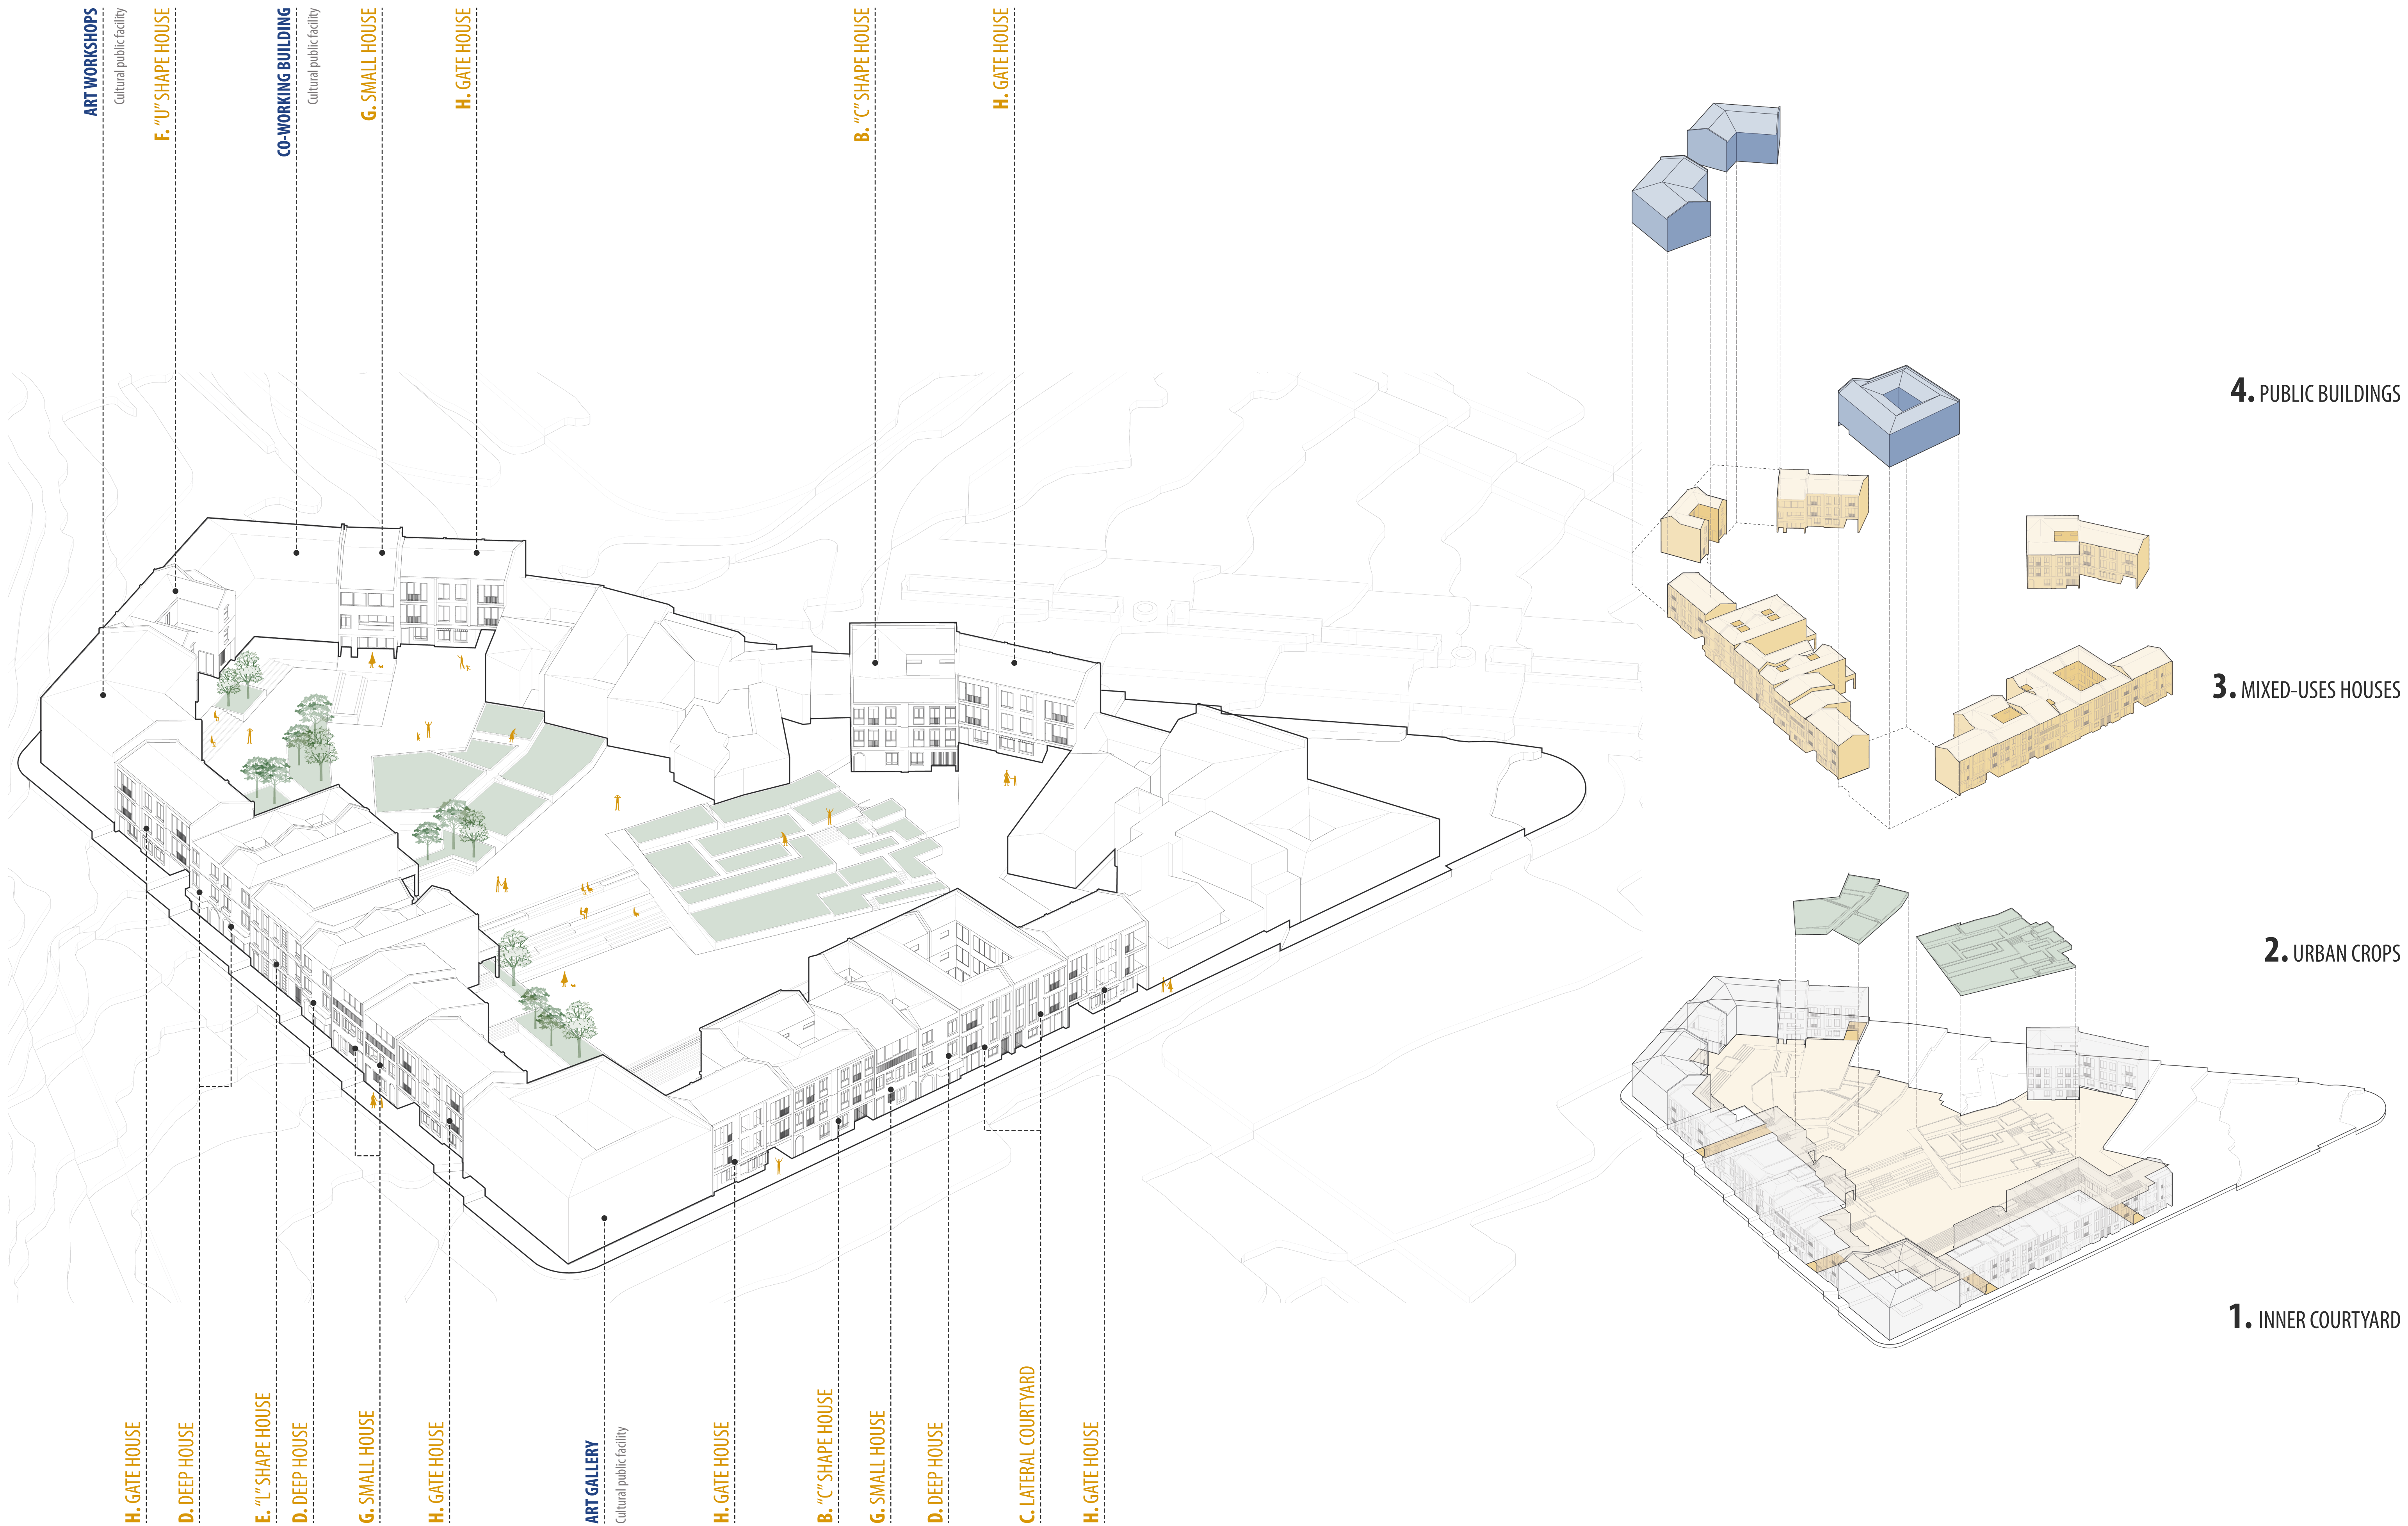 ART WORKSHOPS
Cultural public facility
F. “U” SHAPE HOUSE
CO-WORKING BUILDING
Cultural public facility
G. SMALL HOUSE
H. GATE HOUSE
B. “C” SHAPE HOUSE
H. GATE HOUSE
4. PUBLIC BUILDINGS
3. MIXED-USES HOUSES
2. URBAN CROPS
1. INNER COURTYARD
H. GATE HOUSE
D. DEEP HOUSE
E. “L” SHAPE HOUSE
D. DEEP HOUSE
G. SMALL HOUSE
H. GATE HOUSE
ART GALLERY
Cultural public facility
H. GATE HOUSE
B. “C” SHAPE HOUSE
G. SMALL HOUSE
D. DEEP HOUSE
C. LATERAL COURTYARD
H. GATE HOUSE